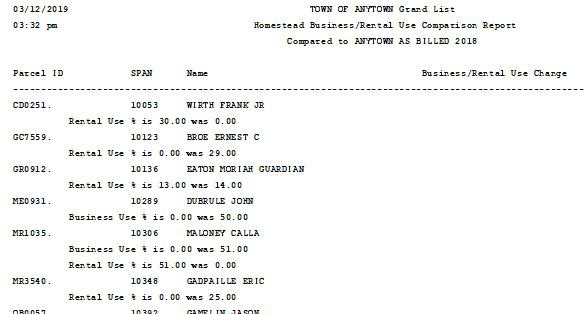 03/12/2019 TOWN OF ANYTOWN Grand List
03:32 pm Homestead Business/Rental Use Comparison Report
Compared to ANYTOWN AS BILLED 2018
Parcel ID SPAN Name Business/Rental Use Change
CD0251. 10053 WIRTH FRANK JR
Rental Use % is 30.00 was 0.00
GC7559. 10123 BROE ERNEST C
Rental Use % is 0.00 was 29.00
GR0912. 10136 EATON MORIAH GUARDIAN
Rental Use % is 13.00 was 14.00
ME0931. 10289 DUBRULE JOHN
Business Use % is 0.00 was 50.00
MR1035. 10306 MALONEY CALLA
Business Use % is 0.00 was 51.00
Rental Use % is 51.00 was 0.00
MR3540. 10348 GADPAILLE ERIC
Rental Use % is 0.00 was 25.00
10392 GAMELIN JASON